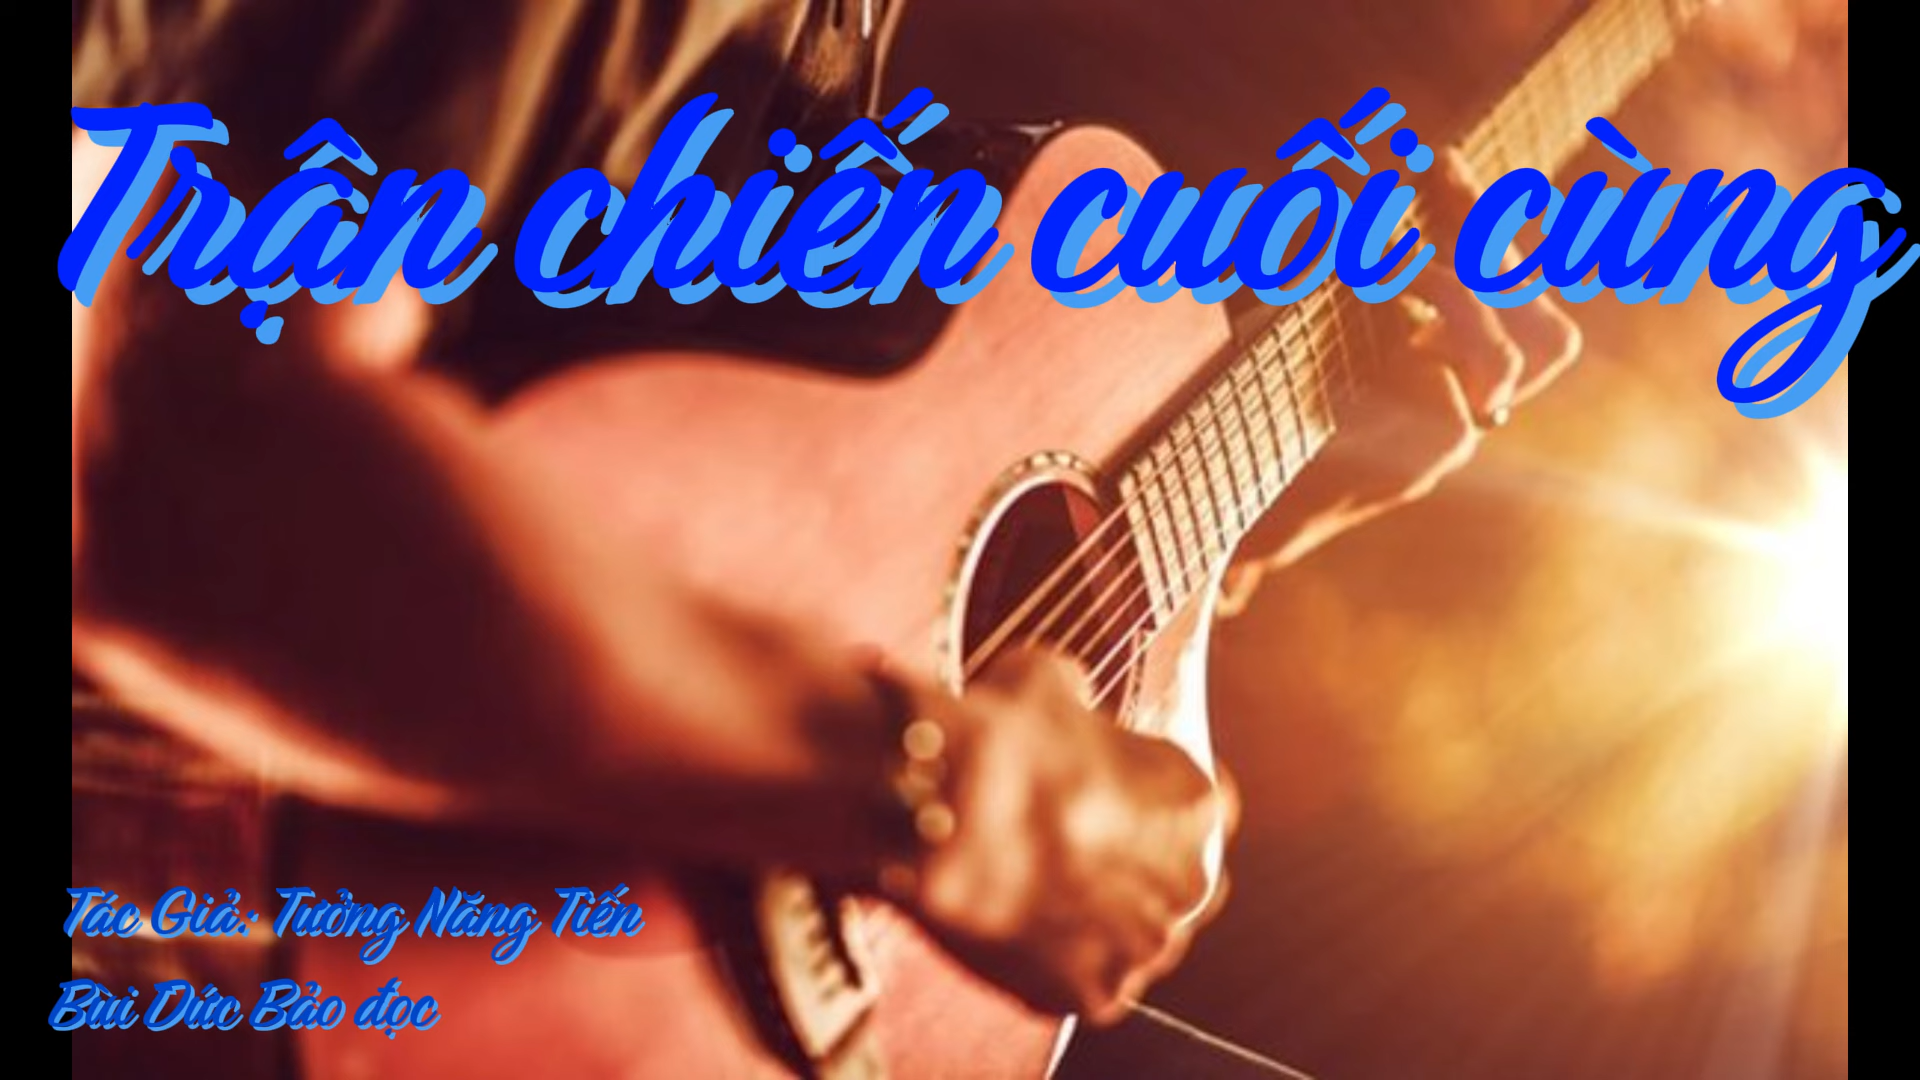 Trận chiến cuối cùng
Tác Giả: Tưởng Năng Tiến
Bùi Đức Bảo đọc